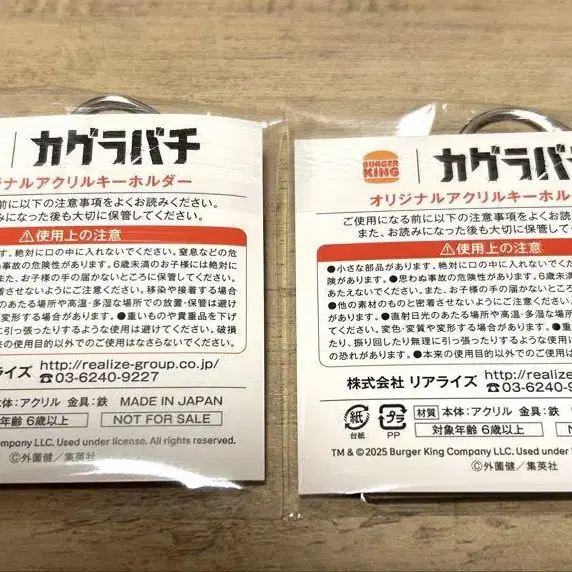 カグラバチ
ジナルアクリルキーホルダー
前に以下の注意事項をよくお読みください。
みになった後も大切に保管してください。
⚠使用上の注意
。絶対に口の中に入れないでください。窒息などの危
ぬ事故の危険性があります。6歳未満のお子様には絶対に
また、お子様の手の届かないところに保管してください。
着させないようにご注意ください。移染や接着する場合
のあたる場所や高温・多湿な場所での放置・保管は避け
変形する場合があります。●重いものや貴重品を下げ
に引っ張ったりするような使用は避けてください。破損
来の使用目的以外でのご使用はなさらないでください。
ライズ http://realize-group.co.jp/
☎03-6240-9227
本体:アクリル 金具:鉄 MADE IN JAPAN
年齢 6歳以上 NOT FOR SALE
Company LLC. Used under license. All rights reserved.
©外薗健/集英社
BURGER KING
カグラバチ
オリジナルアクリルキーホル
ご使用になる前に以下の注意事項をよくお読
また、お読みになった後も大切に保管し
⚠使用上の注意
●小さな部品があります。絶対に口の中に入れないでくだ
険があります。●思わぬ事故の危険性があります。6歳未満
あたえないでください。また、お子様の手の届かないところ
●他の素材のものと密着させないようにご注意ください。
があります。●直射日光のあたる場所や高温・多湿な場所
てください。変色・変質や変形する場合があります。●重い
たり、振り回したり無理に引っ張ったりするような使用は
の恐れがあります。●本来の使用目的以外でのご使用は
株式会社 リアライズ http://realize
☎03-6240-9
紙 台紙
プラ PP
材質 本体:アクリル 金具:鉄
対象年齢 6歳以上 NOT F
TM & © 2025 Burger King Company LLC. Used under
©外薗健/集英社